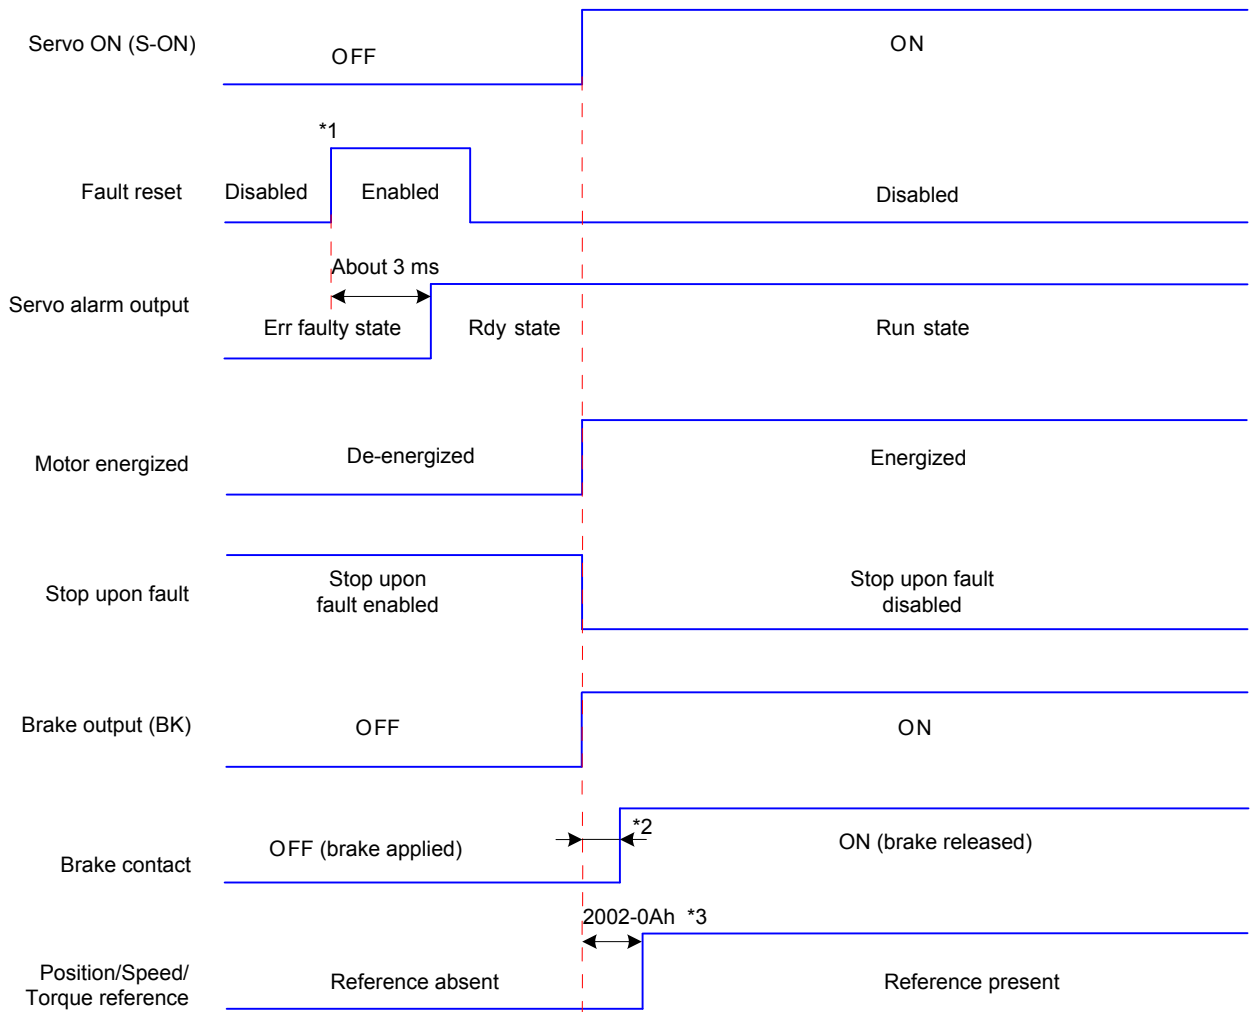 Servo ON (S-ON)
OFF
ON
*1
Fault reset
Disabled
Enabled
Disabled
About 3 ms
Servo alarm output
Err faulty state
Rdy state
Run state
Motor energized
De-energized
Energized
Stop upon fault
Stop upon
fault enabled
Stop upon fault
disabled
Brake output (BK)
OFF
ON
*2
Brake contact
OFF (brake applied)
ON (brake released)
2002-0Ah *3
Position/Speed/
Torque reference
Reference absent
Reference present